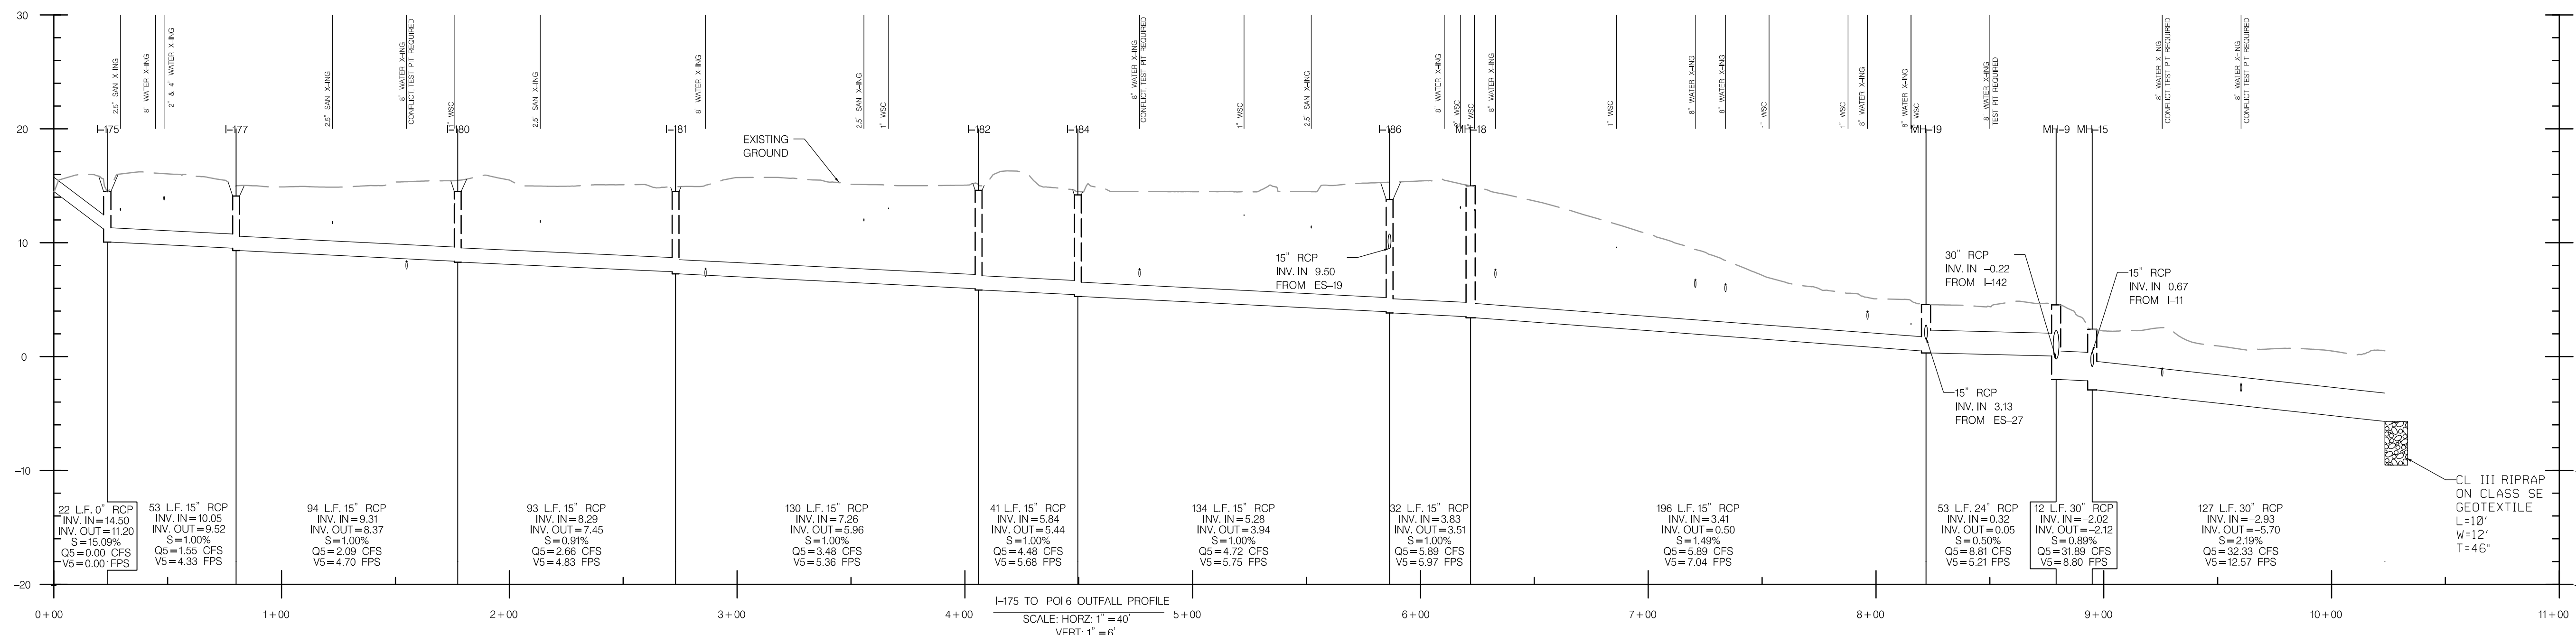 30
20
10
0
-10
-20
2.5" SAN X-ING
8" WATER X-ING
2" & 4" WATER X-ING
2.5" SAN X-ING
8" WATER X-ING
CONFLICT, TEST PIT REQUIRED
1" WSC
2.5" SAN X-ING
8" WATER X-ING
2.5" SAN X-ING
1" WSC
8" WATER X-ING
CONFLICT, TEST PIT REQUIRED
1" WSC
2.5" SAN X-ING
8" WATER X-ING
WSC
WSC
8" WATER X-ING
1" WSC
8" WATER X-ING
8" WATER X-ING
1" WSC
1" WSC
8" WATER X-ING
8" WATER X-ING
WSC
8" WATER X-ING
TEST PIT REQUIRED
8" WATER X-ING
CONFLICT, TEST PIT REQUIRED
8" WATER X-ING
CONFLICT, TEST PIT REQUIRED
I-175
I-177
I-180
I-181
I-182
I-184
I-186
MH-18
MH-19
MH-9
MH-15
EXISTING
GROUND
15" RCP
INV. IN 9.50
FROM ES-19
30" RCP
INV. IN -0.22
FROM I-142
15" RCP
INV. IN 0.67
FROM I-11
15" RCP
INV. IN 3.13
FROM ES-27
CL III RIPRAP
ON CLASS SE
GEOTEXTILE
L=10'
W=12'
T=46"
22 L.F. 0" RCP
INV. IN=14.50
INV. OUT=11.20
S=15.09%
Q5=0.00 CFS
V5=0.00 FPS
53 L.F. 15" RCP
INV. IN=10.05
INV. OUT=9.52
S=1.00%
Q5=1.55 CFS
V5=4.33 FPS
94 L.F. 15" RCP
INV. IN=9.31
INV. OUT=8.37
S=1.00%
Q5=2.09 CFS
V5=4.70 FPS
93 L.F. 15" RCP
INV. IN=8.29
INV. OUT=7.45
S=0.91%
Q5=2.66 CFS
V5=4.83 FPS
130 L.F. 15" RCP
INV. IN=7.26
INV. OUT=5.96
S=1.00%
Q5=3.48 CFS
V5=5.36 FPS
41 L.F. 15" RCP
INV. IN=5.84
INV. OUT=5.44
S=1.00%
Q5=4.48 CFS
V5=5.68 FPS
134 L.F. 15" RCP
INV. IN=5.28
INV. OUT=3.94
S=1.00%
Q5=4.72 CFS
V5=5.75 FPS
32 L.F. 15" RCP
INV. IN=3.83
INV. OUT=3.51
S=1.00%
Q5=5.89 CFS
V5=5.97 FPS
196 L.F. 15" RCP
INV. IN=3.41
INV. OUT=0.50
S=1.49%
Q5=5.89 CFS
V5=7.04 FPS
53 L.F. 24" RCP
INV. IN=0.32
INV. OUT=0.05
S=0.50%
Q5=8.81 CFS
V5=5.21 FPS
12 L.F. 30" RCP
INV. IN=-2.02
INV. OUT=-2.12
S=0.89%
Q5=31.89 CFS
V5=8.80 FPS
127 L.F. 30" RCP
INV. IN=-2.93
INV. OUT=-5.70
S=2.19%
Q5=32.33 CFS
V5=12.57 FPS
0+00
1+00
2+00
3+00
4+00
5+00
6+00
7+00
8+00
9+00
10+00
11+00
I-175 TO POI 6 OUTFALL PROFILE
SCALE: HORZ: 1"=40'
VERT: 1"=6'